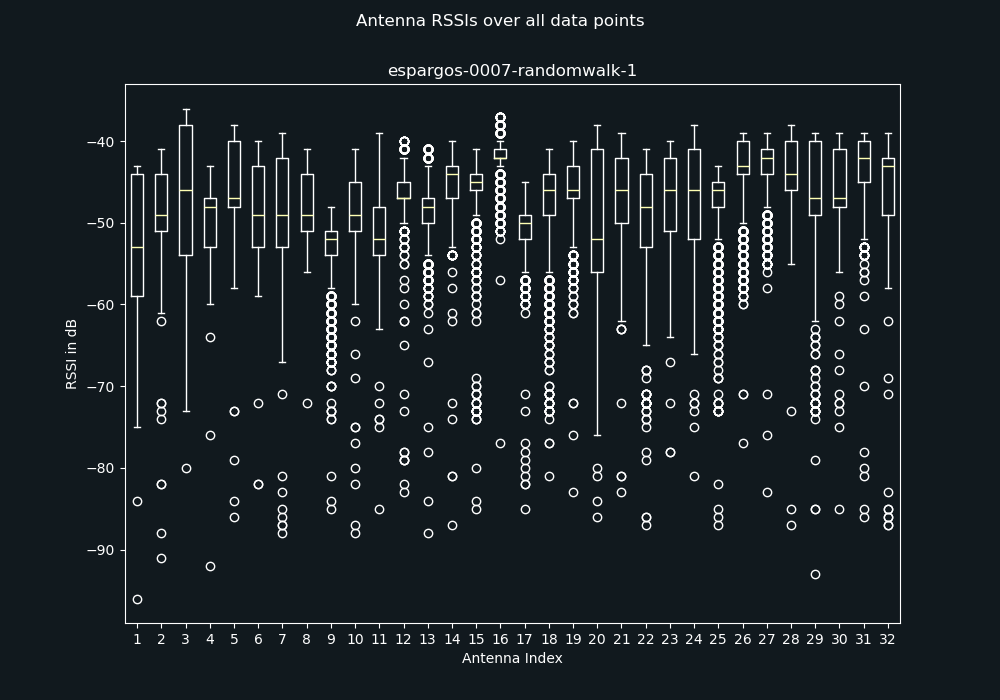 Antenna RSSIs over all data points
espargos-0007-randomwalk-1
−40
−50
−60
−70
−80
−90
RSSI in dB
1 2 3 4 5 6 7 8 9 10 11 12 13 14 15 16 17 18 19 20 21 22 23 24 25 26 27 28 29 30 31 32
Antenna Index